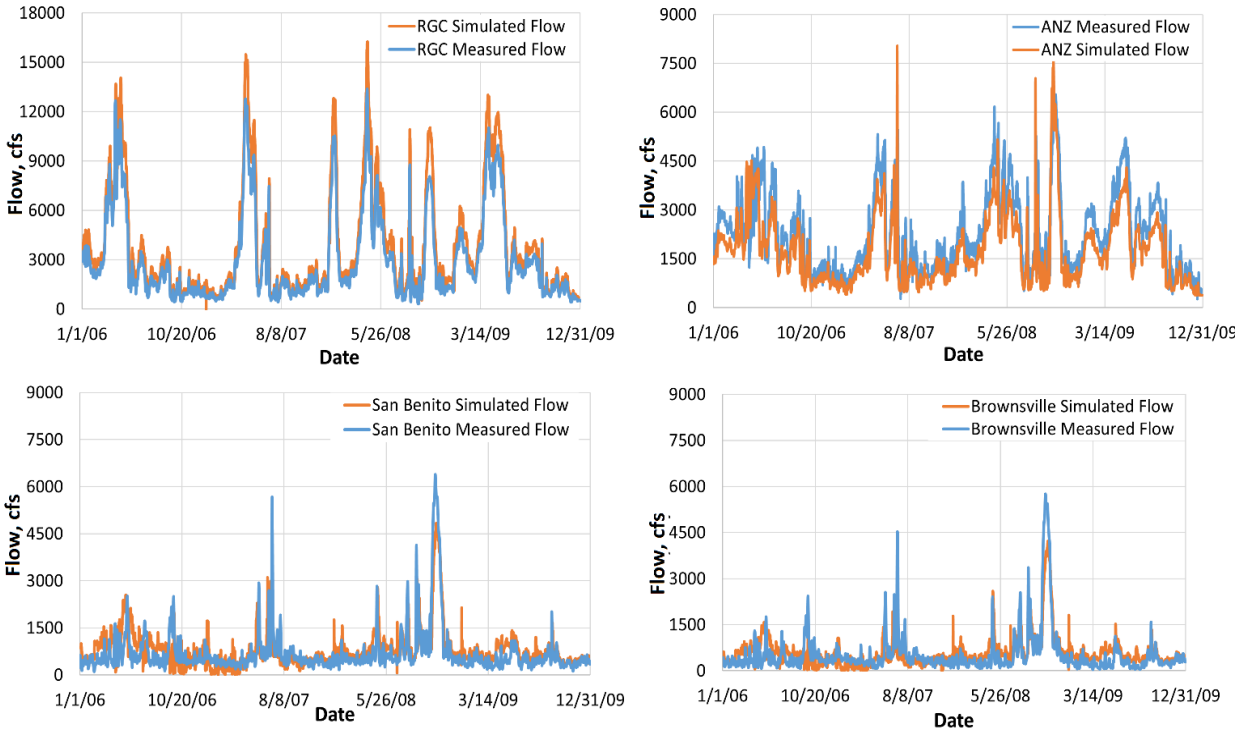 18000
15000
12000
9000
6000
3000
0
Flow, cfs
RGC Simulated Flow
RGC Measured Flow
1/1/06 10/20/06 8/8/07 5/26/08 3/14/09 12/31/09
Date
9000
7500
6000
4500
3000
1500
0
Flow, cfs
ANZ Measured Flow
ANZ Simulated Flow
1/1/06 10/20/06 8/8/07 5/26/08 3/14/09 12/31/09
Date
9000
7500
6000
4500
3000
1500
0
Flow, cfs
San Benito Simulated Flow
San Benito Measured Flow
1/1/06 10/20/06 8/8/07 5/26/08 3/14/09 12/31/09
Date
9000
7500
6000
4500
3000
1500
0
Flow, cfs
Brownsville Simulated Flow
Brownsville Measured Flow
1/1/06 10/20/06 8/8/07 5/26/08 3/14/09 12/31/09
Date